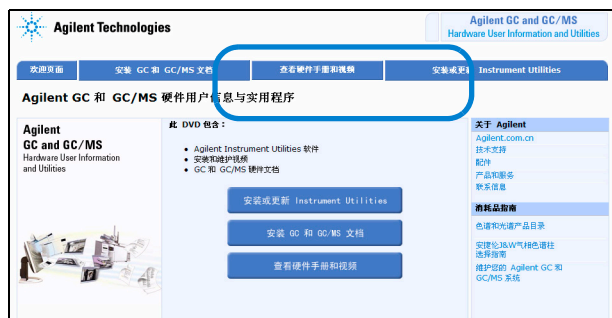 Agilent Technologies
Agilent GC and GC/MS
Hardware User Information and Utilities
欢迎页面
安装 GC 和 GC/MS 文档
查看硬件手册和视频
安装或更新 Instrument Utilities
Agilent GC 和 GC/MS 硬件用户信息与实用程序
Agilent
GC and GC/MS
Hardware User Information
and Utilities
此 DVD 包含：
• Agilent Instrument Utilities 软件
• 安装和维护视频
• GC 和 GC/MS 硬件文档
安装或更新 Instrument Utilities
安装 GC 和 GC/MS 文档
查看硬件手册和视频
关于 Agilent
Agilent.com.cn
技术支持
配件
产品和服务
联系信息
消耗品指南
色谱和光谱产品目录
安捷伦J&W气相色谱柱
选择指南
维护您的 Agilent GC 和
GC/MS 系统